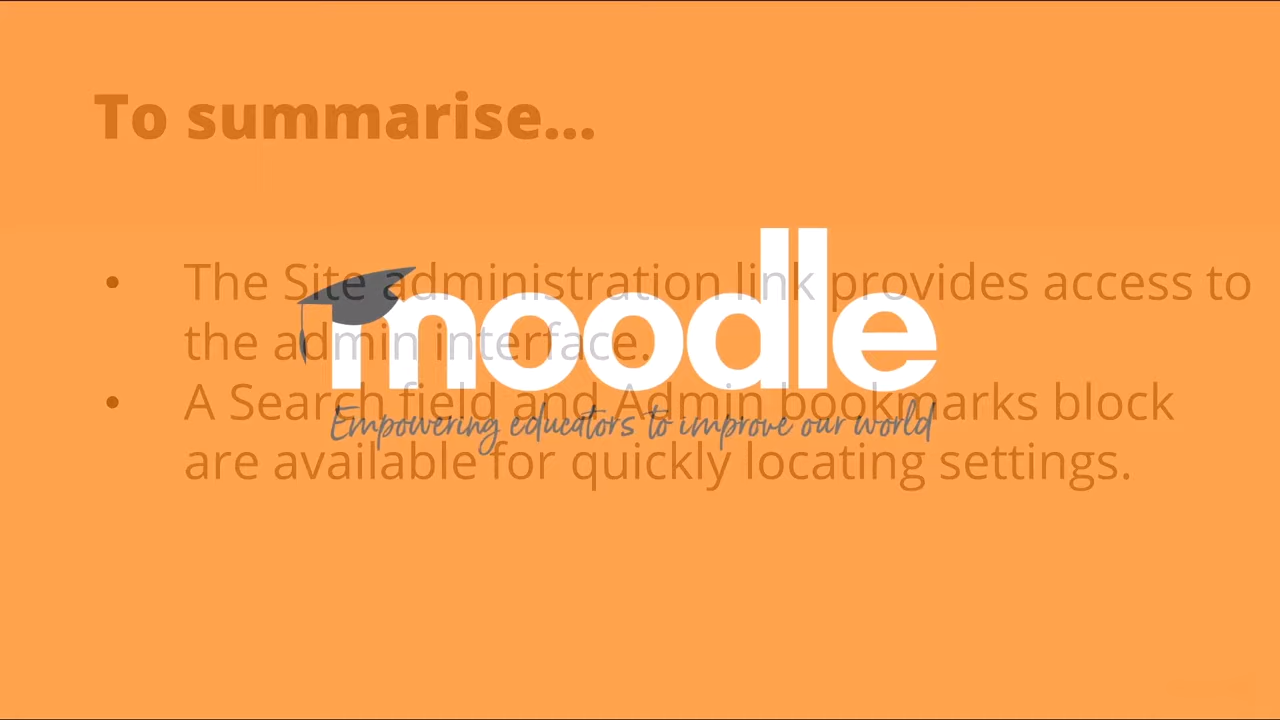 To summarise...
• The Site administration link provides access to
the admin interface.
• A Search field and Admin bookmarks block
are available for quickly locating settings.
moodle
Empowering educators to improve our world